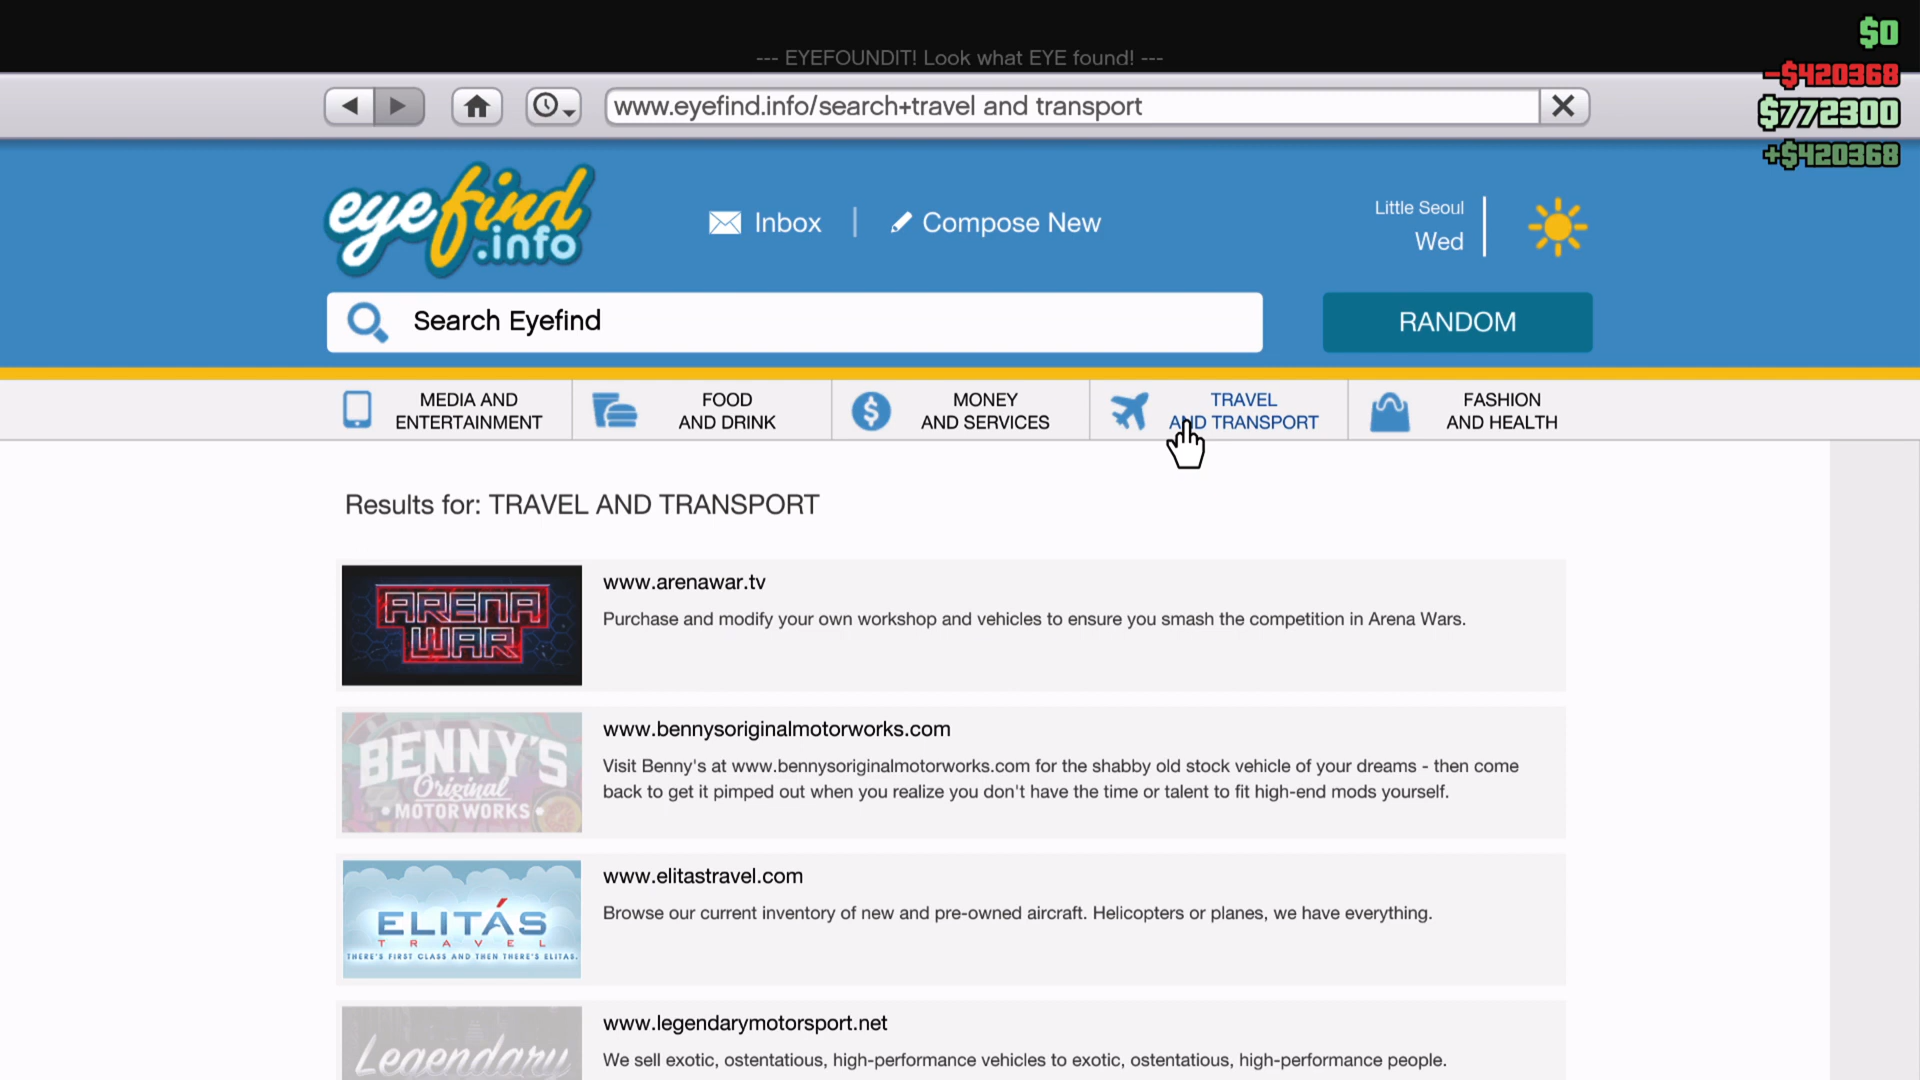 --- EYEFOUNDIT! Look what EYE found! ---
$0
-$420368
$772300
+$420368
www.eyefind.info/search+travel and transport
eyefind
.info
Inbox
Compose New
Little Seoul
Wed
Search Eyefind
RANDOM
MEDIA AND
ENTERTAINMENT
FOOD
AND DRINK
MONEY
AND SERVICES
TRAVEL
AND TRANSPORT
FASHION
AND HEALTH
Results for: TRAVEL AND TRANSPORT
ARENA
WAR
www.arenawar.tv
Purchase and modify your own workshop and vehicles to ensure you smash the competition in Arena Wars.
BENNY'S
Original
MOTOR WORKS
www.bennysoriginalmotorworks.com
Visit Benny's at www.bennysoriginalmotorworks.com for the shabby old stock vehicle of your dreams - then come
back to get it pimped out when you realize you don't have the time or talent to fit high-end mods yourself.
ELITÁS
TRAVEL
THERE'S FIRST CLASS AND THEN THERE'S ELITAS.
www.elitastravel.com
Browse our current inventory of new and pre-owned aircraft. Helicopters or planes, we have everything.
Legendary
www.legendarymotorsport.net
We sell exotic, ostentatious, high-performance vehicles to exotic, ostentatious, high-performance people.